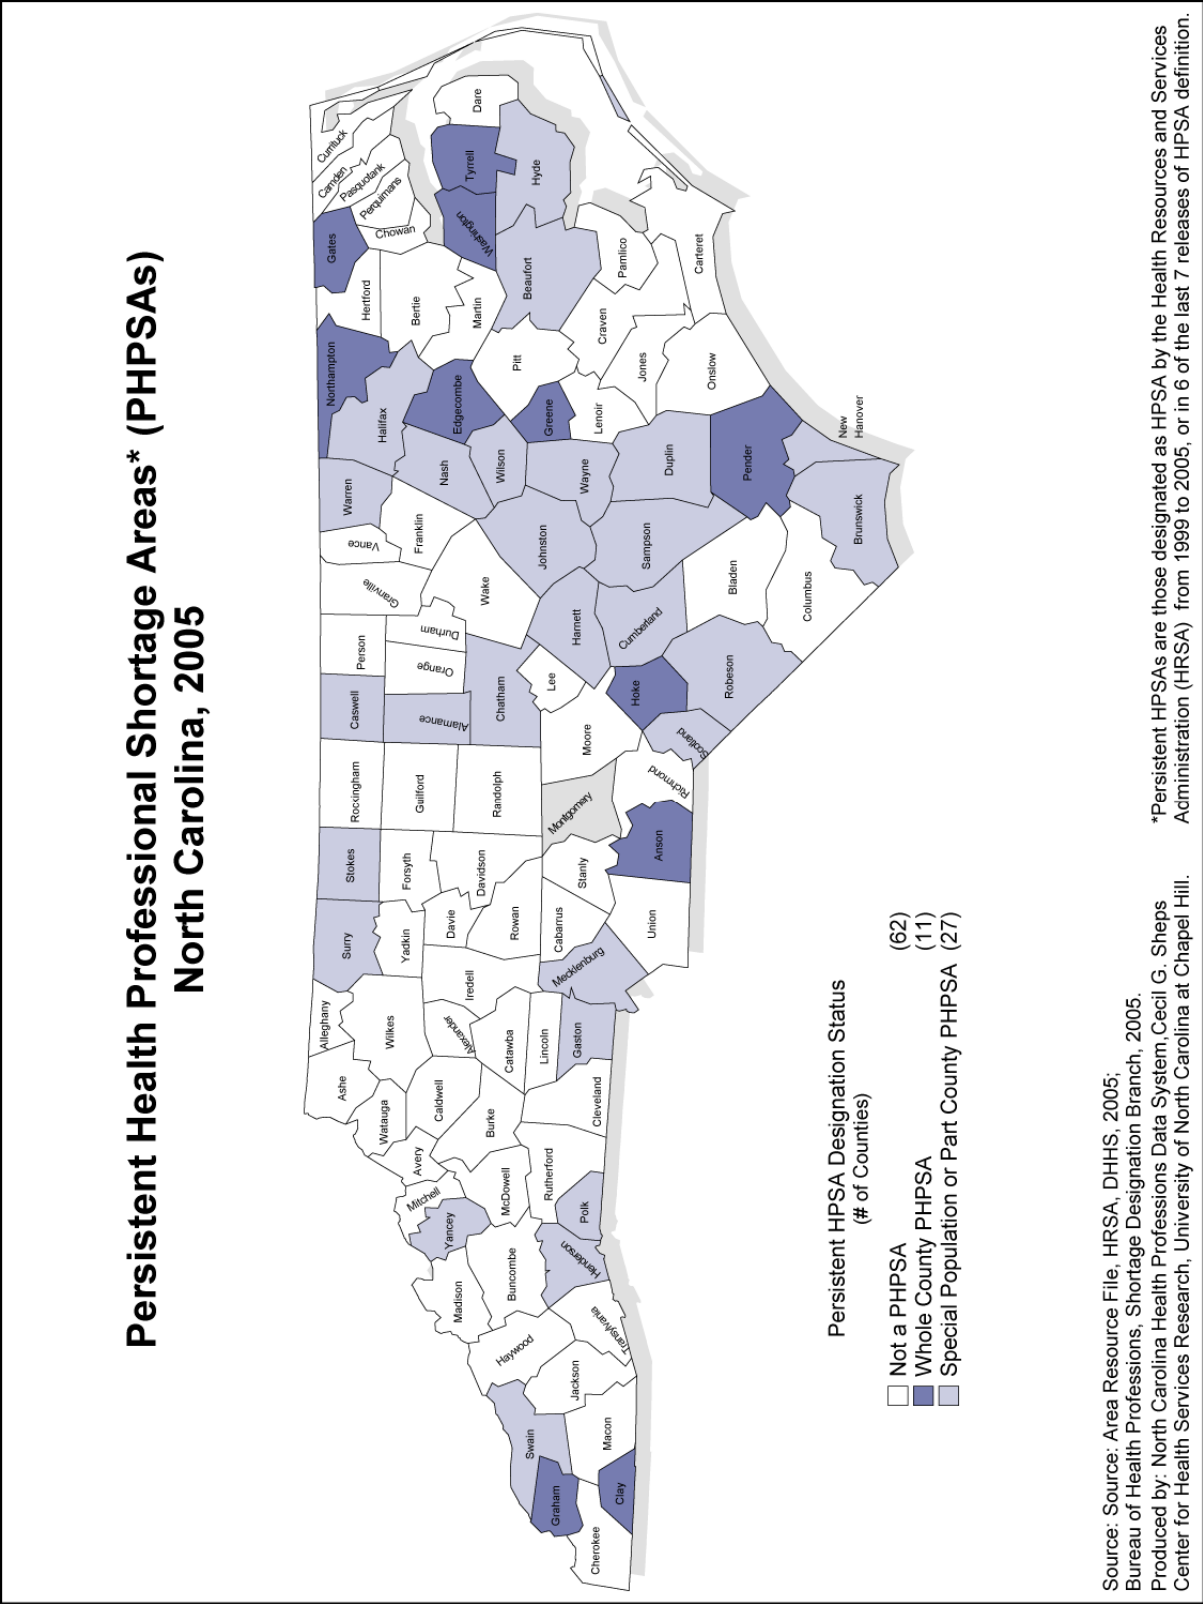 Persistent Health Professional Shortage Areas* (PHPSAs)
North Carolina, 2005
Currituck
Camden
Pasquotank
Perquimans
Chowan
Gates
Hertford
Northampton
Halifax
Warren
Vance
Granville
Person
Caswell
Rockingham
Stokes
Surry
Alleghany
Ashe
Bertie
Martin
Washington
Tyrrell
Dare
Hyde
Beaufort
Pitt
Edgecombe
Nash
Franklin
Wilson
Greene
Wake
Durham
Orange
Alamance
Guilford
Forsyth
Yadkin
Wilkes
Watauga
Avery
Mitchell
Yancey
Caldwell
Alexander
Iredell
Davie
Davidson
Randolph
Chatham
Lee
Harnett
Johnston
Wayne
Lenoir
Craven
Pamlico
Carteret
Jones
Onslow
Duplin
Sampson
Cumberland
Hoke
Moore
Montgomery
Stanly
Rowan
Cabarrus
Catawba
Lincoln
Burke
McDowell
Buncombe
Madison
Haywood
Swain
Graham
Cherokee
Clay
Macon
Jackson
Transylvania
Henderson
Polk
Rutherford
Cleveland
Gaston
Mecklenburg
Union
Anson
Richmond
Scotland
Robeson
Bladen
Columbus
Brunswick
Pender
New
Hanover
Persistent HPSA Designation Status
(# of Counties)
Not a PHPSA (62)
Whole County PHPSA (11)
Special Population or Part County PHPSA (27)
Source: Source: Area Resource File, HRSA, DHHS, 2005;
Bureau of Health Professions, Shortage Designation Branch, 2005.
Produced by: North Carolina Health Professions Data System,Cecil G. Sheps
Center for Health Services Research, University of North Carolina at Chapel Hill.
*Persistent HPSAs are those designated as HPSA by the Health Resources and Services
Administration (HRSA) from 1999 to 2005, or in 6 of the last 7 releases of HPSA definition.